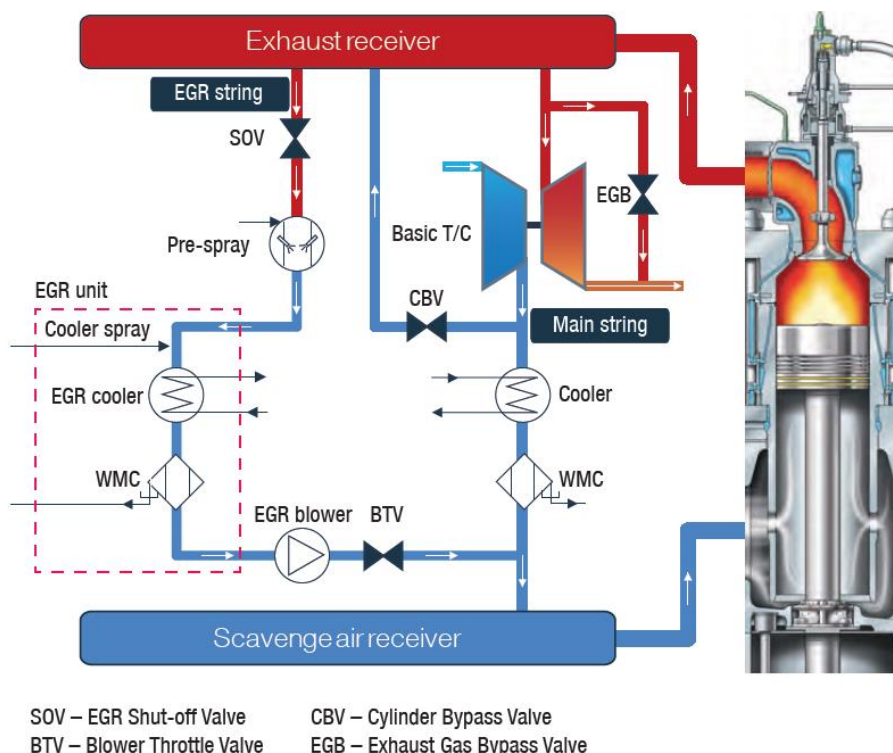 Exhaust receiver
EGR string
SOV
EGB
Pre-spray
Basic T/C
EGR unit
CBV
Main string
Cooler spray
EGR cooler
Cooler
WMC
WMC
EGR blower
BTV
Scavenge air receiver
SOV – EGR Shut-off Valve
CBV – Cylinder Bypass Valve
BTV – Blower Throttle Valve
EGB – Exhaust Gas Bypass Valve